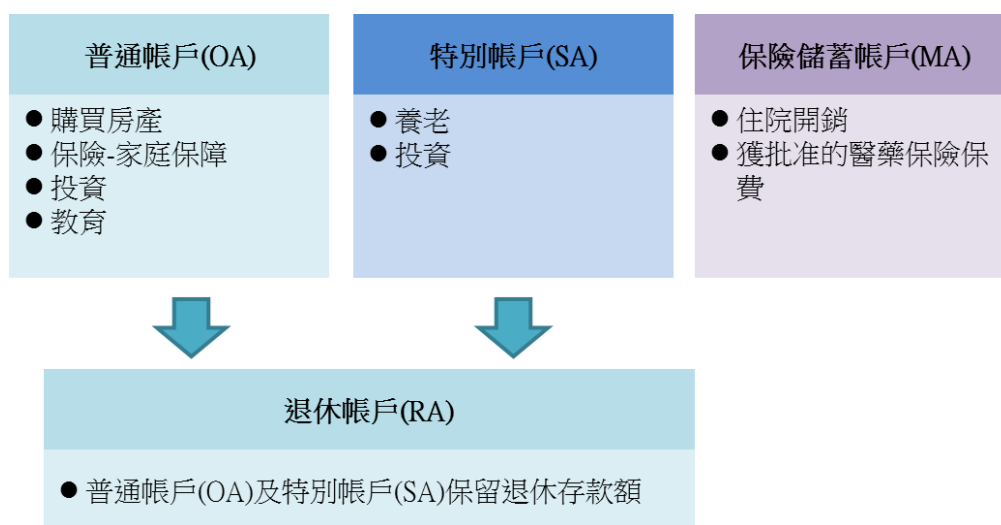 普通帳戶(OA)
●購買房產
●保險-家庭保障
●投資
●教育
特別帳戶(SA)
●養老
●投資
保險儲蓄帳戶(MA)
●住院開銷
●獲批准的醫藥保險保
費
退休帳戶(RA)
●普通帳戶(OA)及特別帳戶(SA)保留退休存款額